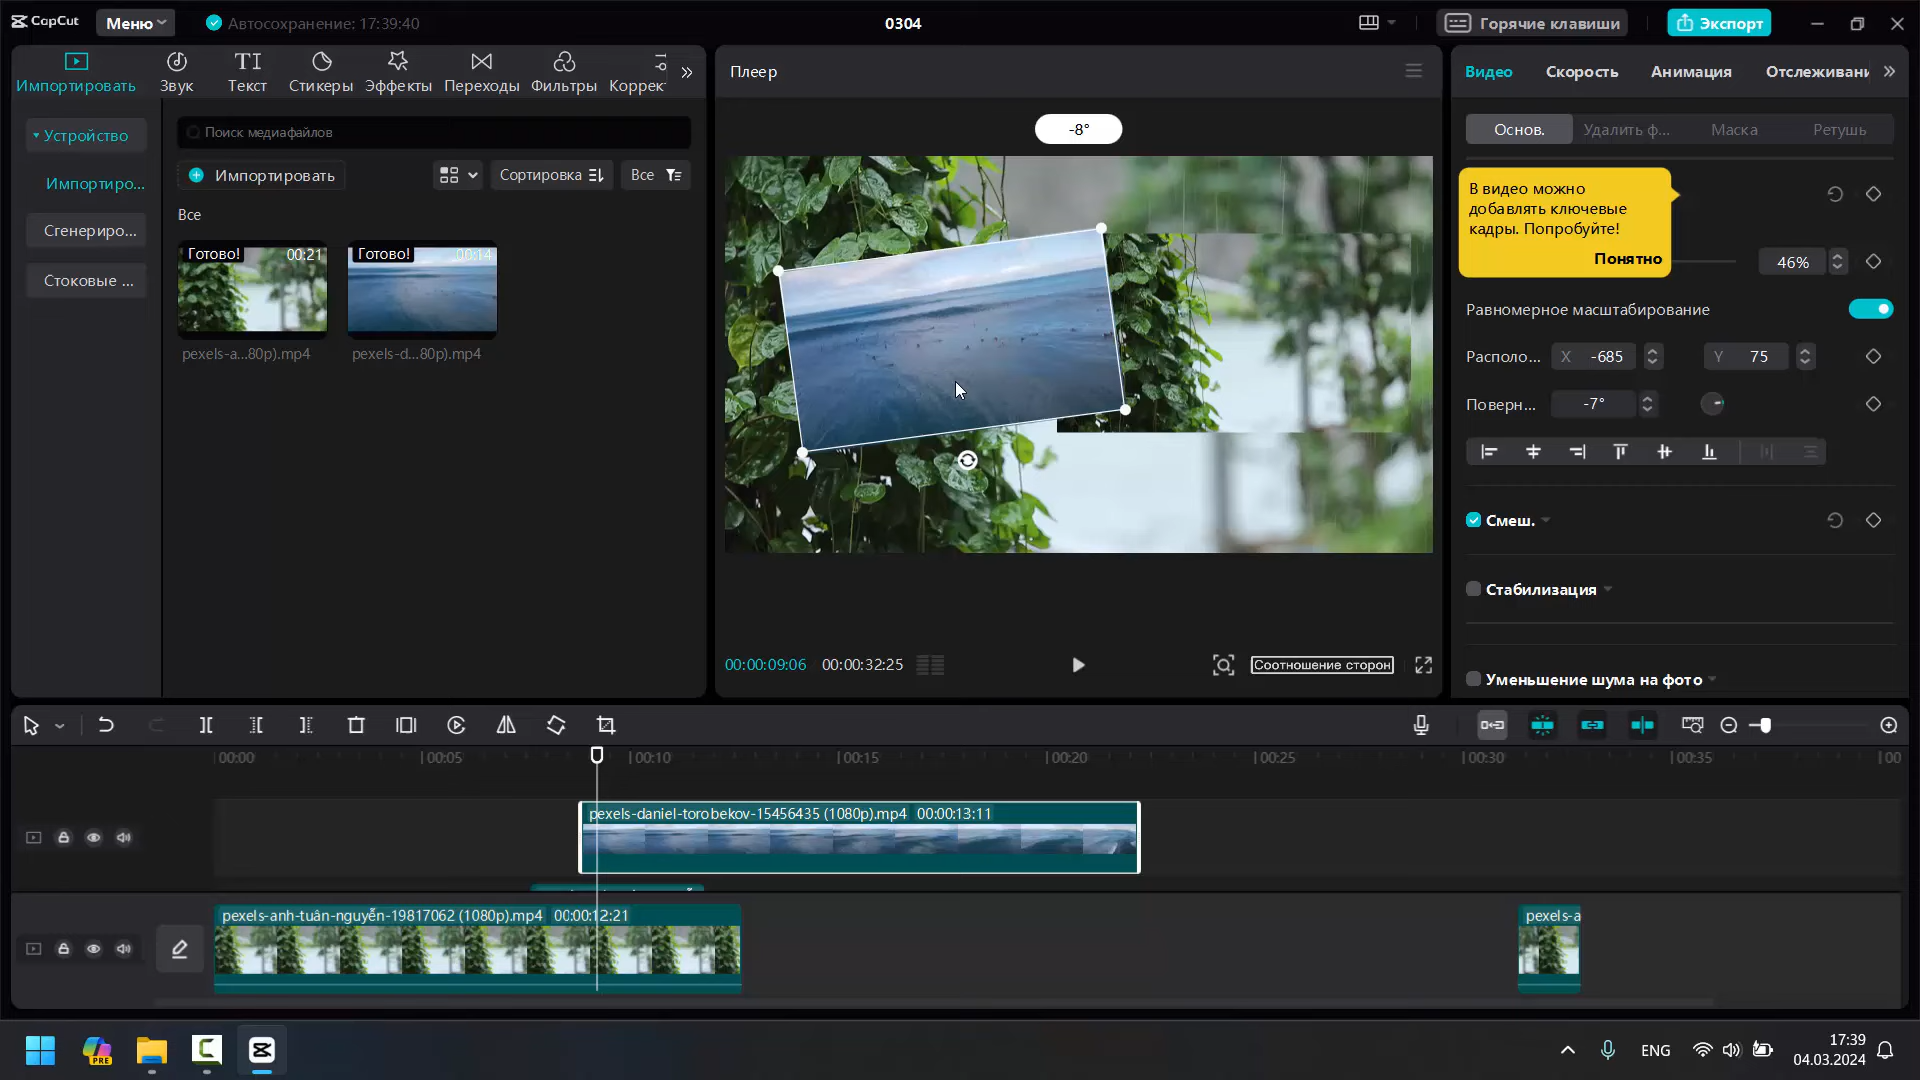 CapCut
Меню
Автосохранение: 17:39:40
0304
Горячие клавиши
Экспорт
Импортировать
Звук
Текст
Стикеры
Эффекты
Переходы
Фильтры
Коррек
Плеер
Видео
Скорость
Анимация
Отслеживани
Устройство
Импортиро...
Сгенериро...
Стоковые ...
Поиск медиафайлов
Импортировать
Сортировка
Все
Все
Готово!
00:21
Готово!
00:14
pexels-a...80p).mp4
pexels-d...80p).mp4
-8°
00:00:09:06
00:00:32:25
Соотношение сторон
Основ.
Удалить ф...
Маска
Ретушь
В видео можно
добавлять ключевые
кадры. Попробуйте!
Понятно
46%
Равномерное масштабирование
Располо...
X -685
Y 75
Поверн...
-7°
Смеш.
Стабилизация
Уменьшение шума на фото
00:00
00:05
00:10
00:15
00:20
00:25
00:30
00:35
00
pexels-daniel-torobekov-15456435 (1080p).mp4 00:00:13:11
pexels-anh-tuân-nguyễn-19817062 (1080p).mp4 00:00:12:21
pexels-a
PRE
ENG
17:39
04.03.2024